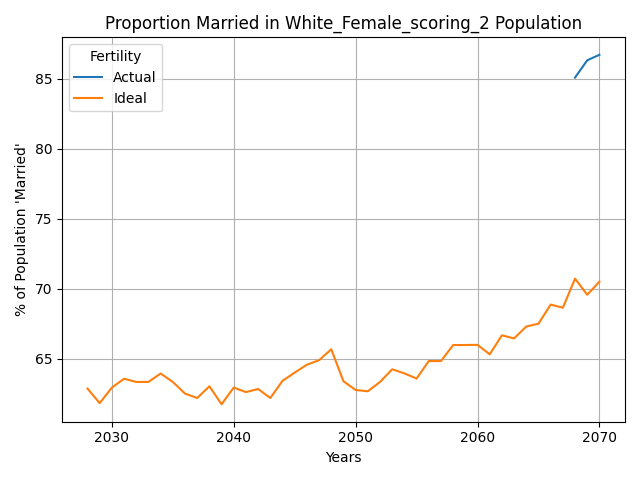 Proportion Married in White_Female_scoring_2 Population
Fertility
Actual
Ideal
% of Population 'Married'
85
80
75
70
65
2030
2040
2050
2060
2070
Years